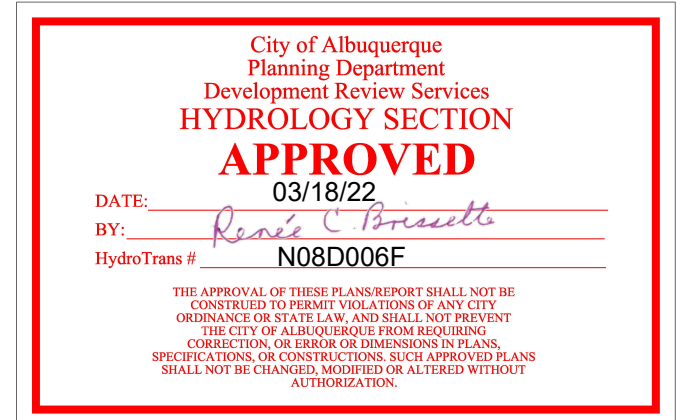 City of Albuquerque
Planning Department
Development Review Services
HYDROLOGY SECTION
APPROVED
DATE: 03/18/22
BY: Renée C. Brissette
HydroTrans # N08D006F
THE APPROVAL OF THESE PLANS/REPORT SHALL NOT BE
CONSTRUED TO PERMIT VIOLATIONS OF ANY CITY
ORDINANCE OR STATE LAW, AND SHALL NOT PREVENT
THE CITY OF ALBUQUERQUE FROM REQUIRING
CORRECTION, OR ERROR OR DIMENSIONS IN PLANS,
SPECIFICATIONS, OR CONSTRUCTIONS. SUCH APPROVED PLANS
SHALL NOT BE CHANGED, MODIFIED OR ALTERED WITHOUT
AUTHORIZATION.